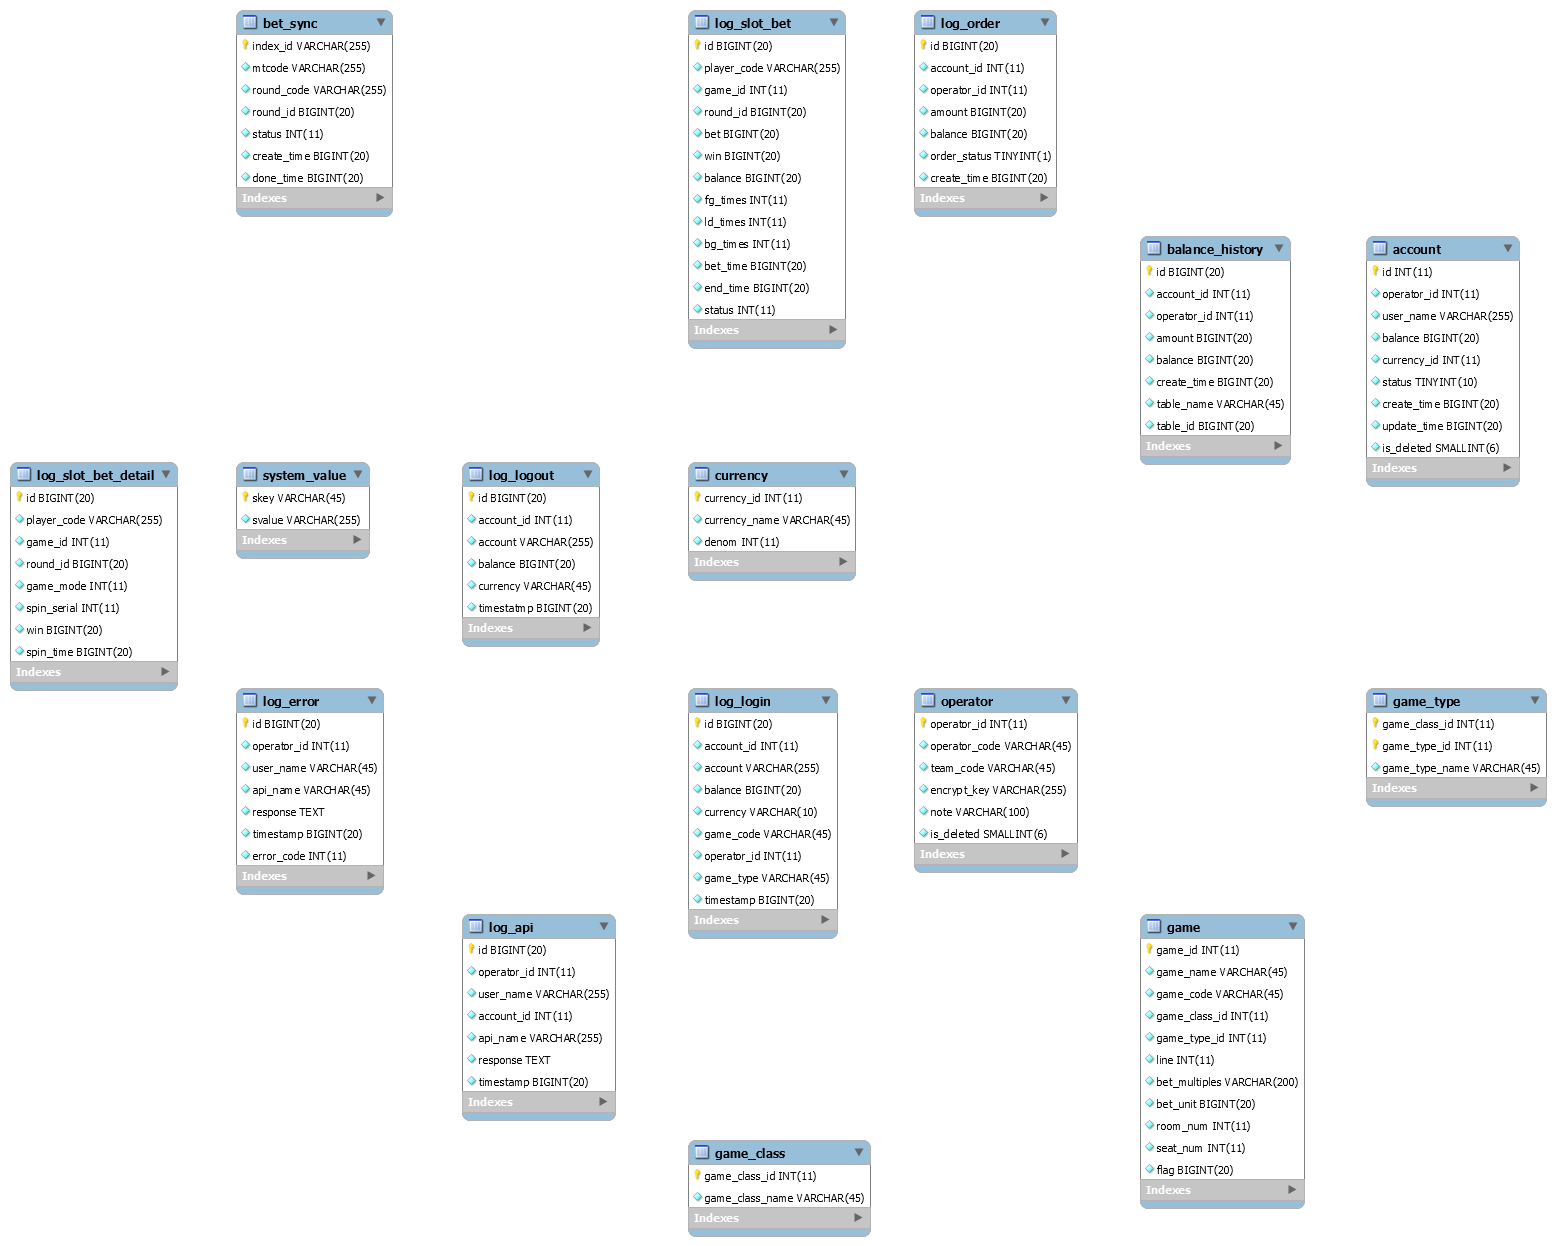 bet_sync
index_id VARCHAR(255)
mtcode VARCHAR(255)
round_code VARCHAR(255)
round_id BIGINT(20)
status INT(11)
create_time BIGINT(20)
done_time BIGINT(20)
Indexes
log_slot_bet
id BIGINT(20)
player_code VARCHAR(255)
game_id INT(11)
round_id BIGINT(20)
bet BIGINT(20)
win BIGINT(20)
balance BIGINT(20)
fg_times INT(11)
ld_times INT(11)
bg_times INT(11)
bet_time BIGINT(20)
end_time BIGINT(20)
status INT(11)
Indexes
log_order
id BIGINT(20)
account_id INT(11)
operator_id INT(11)
amount BIGINT(20)
balance BIGINT(20)
order_status TINYINT(1)
create_time BIGINT(20)
Indexes
balance_history
id BIGINT(20)
account_id INT(11)
operator_id INT(11)
amount BIGINT(20)
balance BIGINT(20)
create_time BIGINT(20)
table_name VARCHAR(45)
table_id BIGINT(20)
Indexes
account
id INT(11)
operator_id INT(11)
user_name VARCHAR(255)
balance BIGINT(20)
currency_id INT(11)
status TINYINT(10)
create_time BIGINT(20)
update_time BIGINT(20)
is_deleted SMALLINT(6)
Indexes
log_slot_bet_detail
id BIGINT(20)
player_code VARCHAR(255)
game_id INT(11)
round_id BIGINT(20)
game_mode INT(11)
spin_serial INT(11)
win BIGINT(20)
spin_time BIGINT(20)
Indexes
system_value
skey VARCHAR(45)
svalue VARCHAR(255)
Indexes
log_logout
id BIGINT(20)
account_id INT(11)
account VARCHAR(255)
balance BIGINT(20)
currency VARCHAR(45)
timestatmp BIGINT(20)
Indexes
currency
currency_id INT(11)
currency_name VARCHAR(45)
denom INT(11)
Indexes
log_error
id BIGINT(20)
operator_id INT(11)
user_name VARCHAR(45)
api_name VARCHAR(45)
response TEXT
timestamp BIGINT(20)
error_code INT(11)
Indexes
log_login
id BIGINT(20)
account_id INT(11)
account VARCHAR(255)
balance BIGINT(20)
currency VARCHAR(10)
game_code VARCHAR(45)
operator_id INT(11)
game_type VARCHAR(45)
timestamp BIGINT(20)
Indexes
operator
operator_id INT(11)
operator_code VARCHAR(45)
team_code VARCHAR(45)
encrypt_key VARCHAR(255)
note VARCHAR(100)
is_deleted SMALLINT(6)
Indexes
game_type
game_class_id INT(11)
game_type_id INT(11)
game_type_name VARCHAR(45)
Indexes
log_api
id BIGINT(20)
operator_id INT(11)
user_name VARCHAR(255)
account_id INT(11)
api_name VARCHAR(255)
response TEXT
timestamp BIGINT(20)
Indexes
game
game_id INT(11)
game_name VARCHAR(45)
game_code VARCHAR(45)
game_class_id INT(11)
game_type_id INT(11)
line INT(11)
bet_multiples VARCHAR(200)
bet_unit BIGINT(20)
room_num INT(11)
seat_num INT(11)
flag BIGINT(20)
Indexes
game_class
game_class_id INT(11)
game_class_name VARCHAR(45)
Indexes